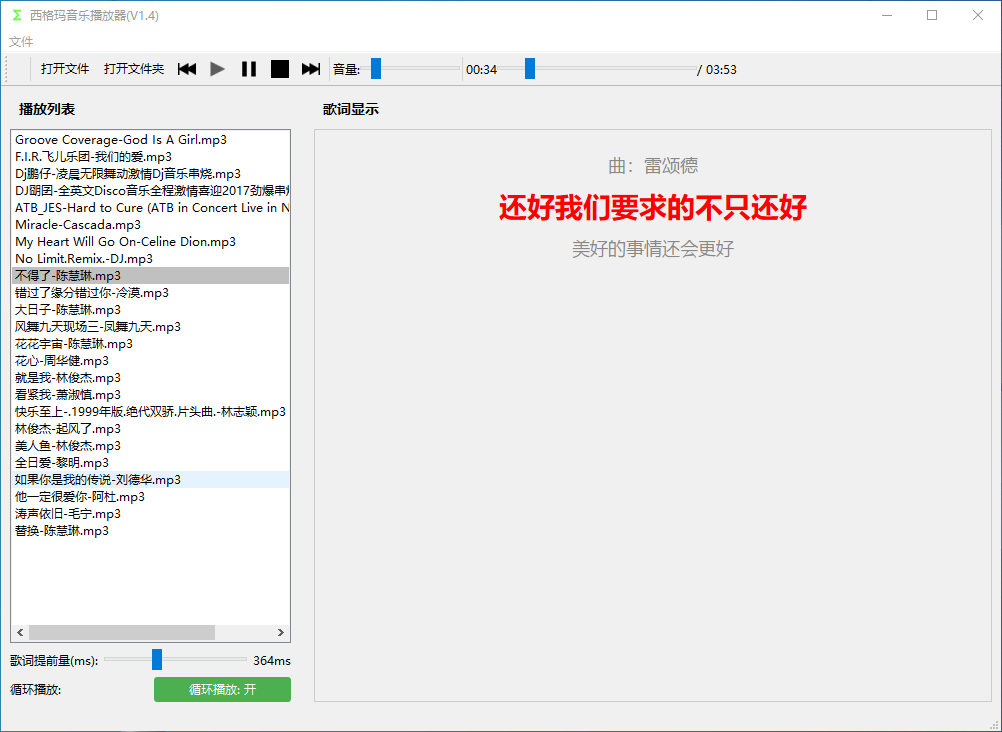 Σ 西格玛音乐播放器(V1.4)
文件
打开文件 打开文件夹 音量: 00:34 / 03:53
播放列表
Groove Coverage-God Is A Girl.mp3
F.I.R.飞儿乐团-我们的爱.mp3
Dj鹏仔-凌晨无限舞动激情Dj音乐串烧.mp3
DJ朝团-全英文Disco音乐全程激情喜迎2017劲爆串烧
ATB_JES-Hard to Cure (ATB in Concert Live in N
Miracle-Cascada.mp3
My Heart Will Go On-Celine Dion.mp3
No Limit.Remix.-DJ.mp3
不得了-陈慧琳.mp3
错过了缘分错过你-冷漠.mp3
大日子-陈慧琳.mp3
风舞九天现场三-凤舞九天.mp3
花花宇宙-陈慧琳.mp3
花心-周华健.mp3
就是我-林俊杰.mp3
看紧我-萧淑慎.mp3
快乐至上-.1999年版.绝代双骄.片头曲.-林志颖.mp3
林俊杰-起风了.mp3
美人鱼-林俊杰.mp3
全日爱-黎明.mp3
如果你是我的传说-刘德华.mp3
他一定很爱你-阿杜.mp3
涛声依旧-毛宁.mp3
替换-陈慧琳.mp3
歌词提前量(ms): 364ms
循环播放: 循环播放: 开
歌词显示
曲：雷颂德
还好我们要求的不只还好
美好的事情还会更好